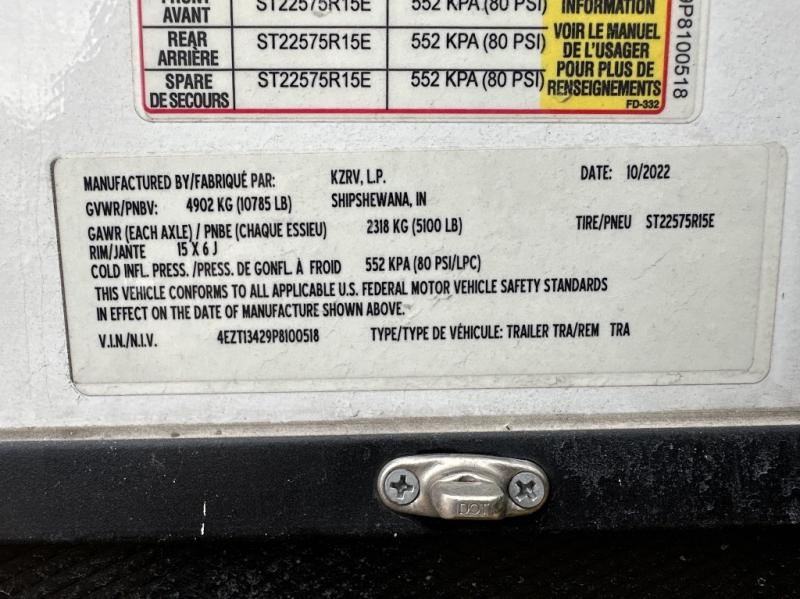 FRONT
AVANT
ST22575R15E
552 KPA (80 PSI)
INFORMATION
REAR
ARRIÈRE
ST22575R15E
552 KPA (80 PSI)
SPARE
DE SECOURS
ST22575R15E
552 KPA (80 PSI)
VOIR LE MANUEL
DE L'USAGER
POUR PLUS DE
RENSEIGNEMENTS
FD-332
9P8100518
MANUFACTURED BY/FABRIQUÉ PAR: KZRV, L.P. DATE: 10/2022
GVWR/PNBV: 4902 KG (10785 LB) SHIPSHEWANA, IN
GAWR (EACH AXLE) / PNBE (CHAQUE ESSIEU) 2318 KG (5100 LB) TIRE/PNEU ST22575R15E
RIM/JANTE 15 X 6 J
COLD INFL. PRESS. /PRESS. DE GONFL. À FROID 552 KPA (80 PSI/LPC)
THIS VEHICLE CONFORMS TO ALL APPLICABLE U.S. FEDERAL MOTOR VEHICLE SAFETY STANDARDS
IN EFFECT ON THE DATE OF MANUFACTURE SHOWN ABOVE.
V.I.N./N.I.V. 4EZT13429P8100518 TYPE/TYPE DE VÉHICULE: TRAILER TRA/REM TRA
DOT